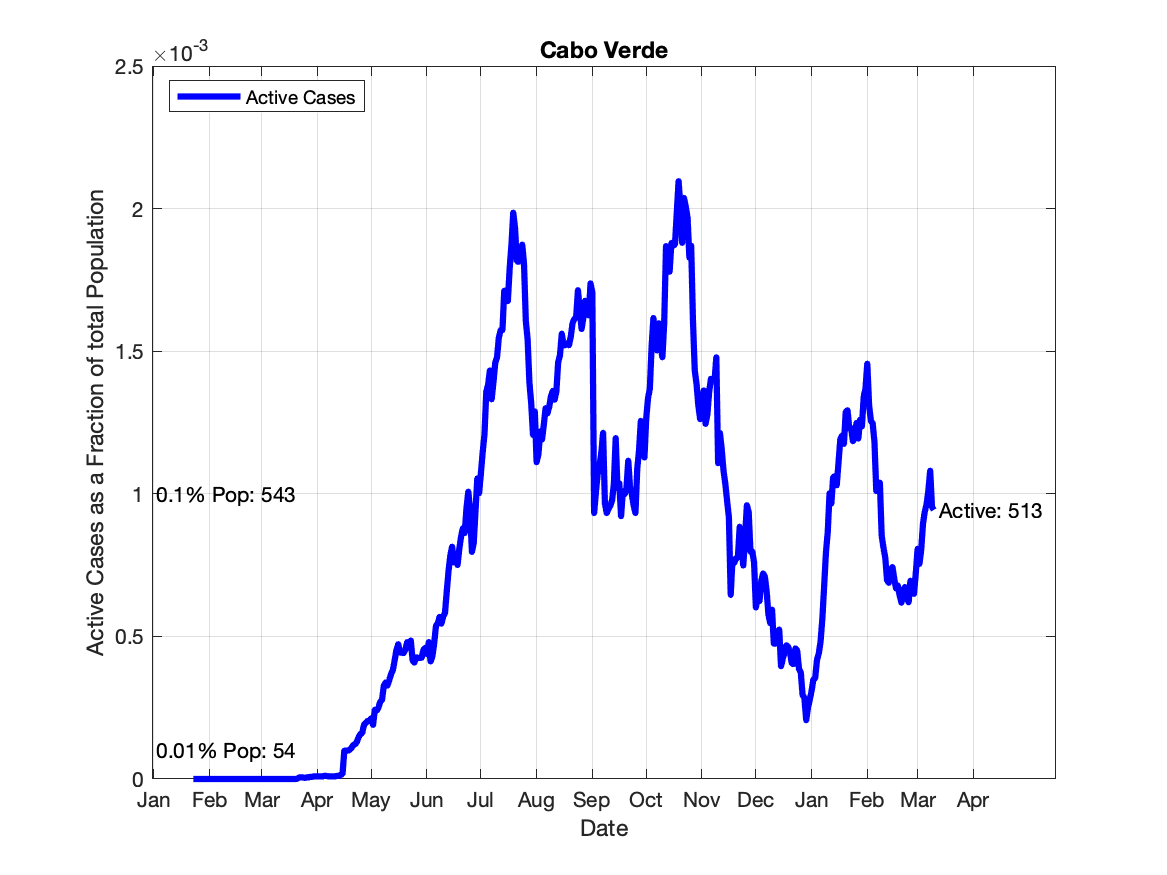 Cabo Verde
×10⁻³
2.5
2
1.5
1
0.5
0
Active Cases
0.1% Pop: 543
0.01% Pop: 54
Active: 513
Active Cases as a Fraction of total Population
Jan Feb Mar Apr May Jun Jul Aug Sep Oct Nov Dec Jan Feb Mar Apr
Date